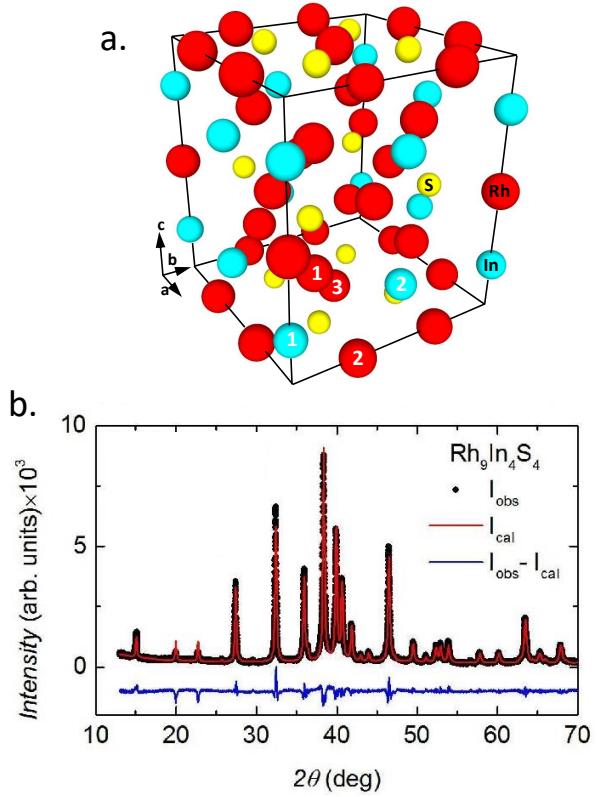 a.
S
Rh
c
b
a
In
1
3
2
1
2
b.
Rh₉In₄S₄
I_obs
I_cal
I_obs - I_cal
Intensity (arb. units)×10³
10
5
0
10 20 30 40 50 60 70
2θ (deg)